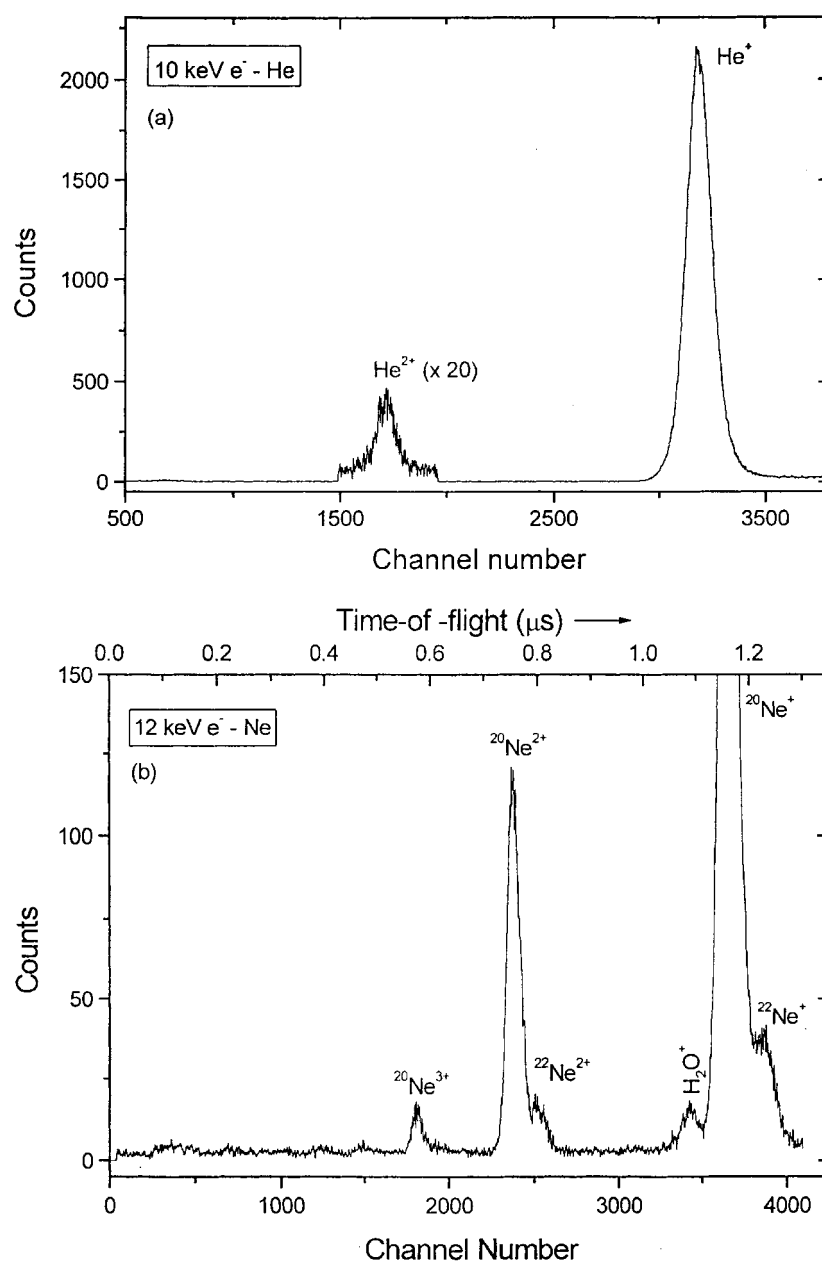 10 keV e⁻ - He
(a)
He⁺
He²⁺ (x 20)
2000
1500
1000
500
0
Counts
500
1500
2500
3500
Channel number
Time-of -flight (μs)
0.0
0.2
0.4
0.6
0.8
1.0
1.2
12 keV e⁻ - Ne
(b)
²⁰Ne³⁺
²⁰Ne²⁺
²²Ne²⁺
H₂O⁺
²⁰Ne⁺
²²Ne⁺
150
100
50
0
Counts
0
1000
2000
3000
4000
Channel Number